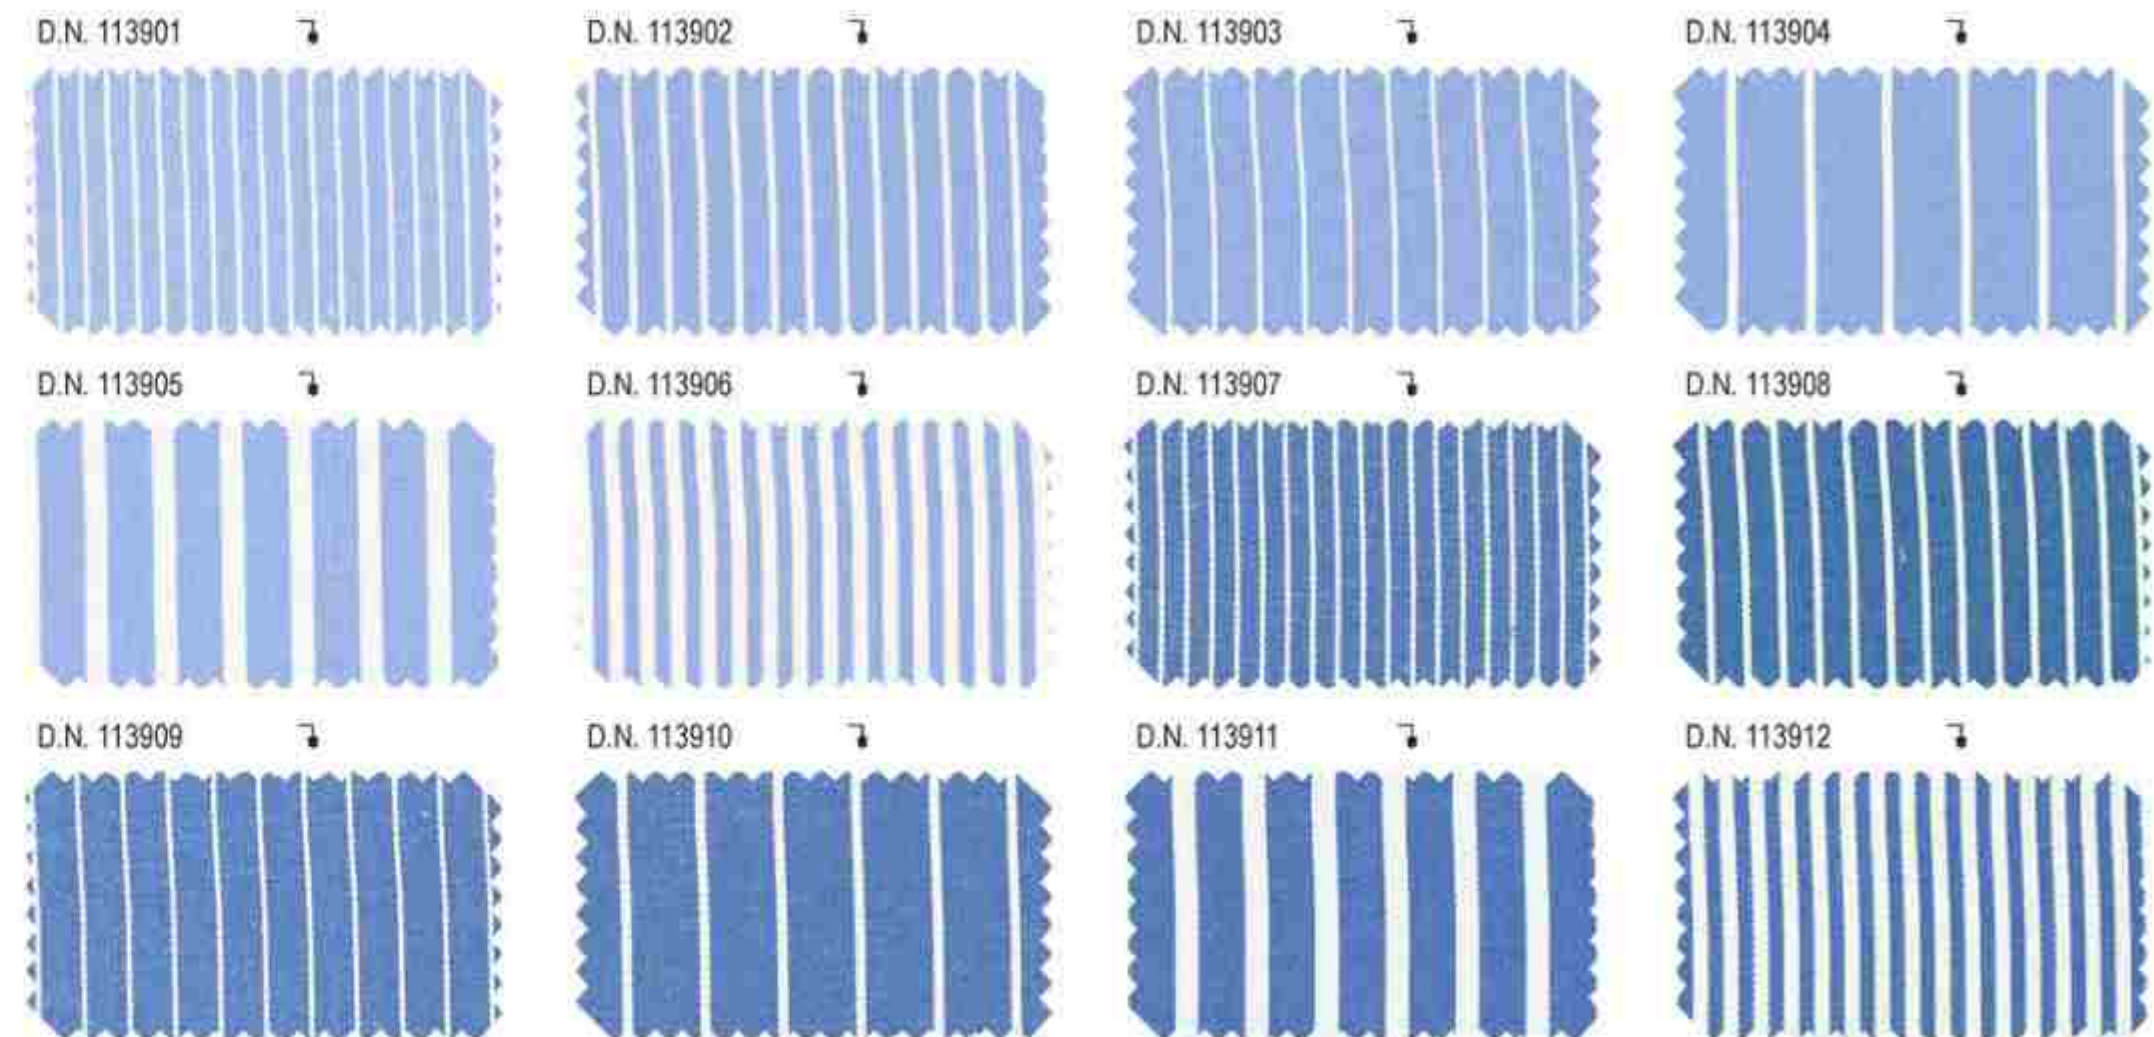 D.N. 113901
D.N. 113902
D.N. 113903
D.N. 113904
D.N. 113905
D.N. 113906
D.N. 113907
D.N. 113908
D.N. 113909
D.N. 113910
D.N. 113911
D.N. 113912